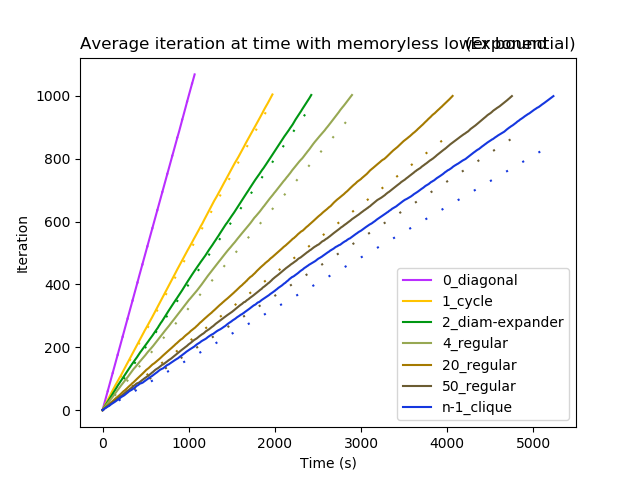 Average iteration at time with memoryless lower bound (Exponential)
Iteration
1000
800
600
400
200
0
0_diagonal
1_cycle
2_diam-expander
4_regular
20_regular
50_regular
n-1_clique
0 1000 2000 3000 4000 5000
Time (s)